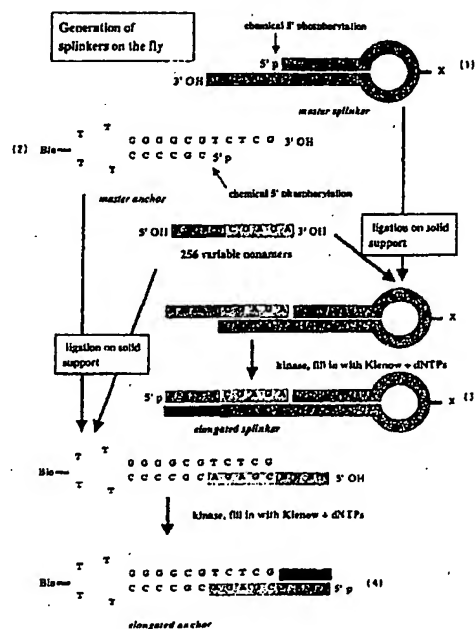 Generation of
splinkers on the fly
chemical 5' phosphorylation
5' p
3' OH
X (1)
master splinker
(2) Bio
T T
T T
G G G G C G T C T C G 3' OH
C C C C G C 5' p
chemical 5' phosphorylation
master anchor
5' OH 3' OH
256 variable nonamers
ligation on solid
support
X
ligation on solid
support
kinase, fill in with Klenow + dNTPs
5' p
X (3)
elongated splinker
T T
Bio
T T
G G G G C G T C T C G
C C C C G C A G A G C 5' OH
kinase, fill in with Klenow + dNTPs
T T
Bio
T T
G G G G C G T C T C G
C C C C G C 5' p (4)
elongated anchor